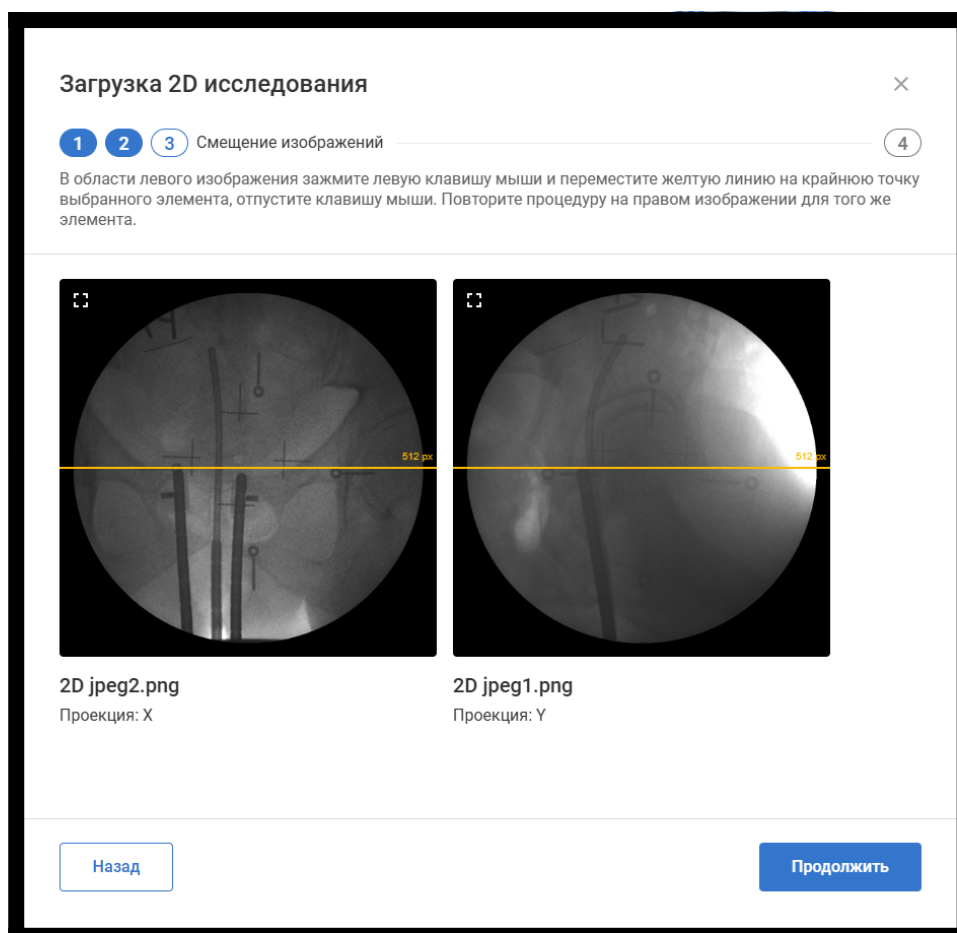 Загрузка 2D исследования
1 2 3 Смещение изображений 4
В области левого изображения зажмите левую клавишу мыши и переместите желтую линию на крайнюю точку
выбранного элемента, отпустите клавишу мыши. Повторите процедуру на правом изображении для того же
элемента.
512 px 512 px
2D jpeg2.png 2D jpeg1.png
Проекция: X Проекция: Y
Назад Продолжить